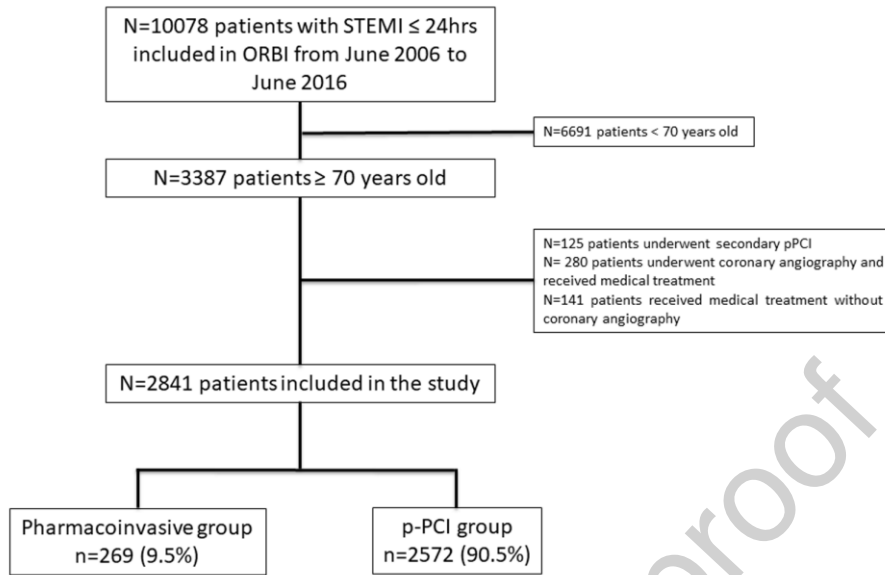 N=10078 patients with STEMI ≤ 24hrs
included in ORBI from June 2006 to
June 2016
N=6691 patients < 70 years old
N=3387 patients ≥ 70 years old
N=125 patients underwent secondary pPCI
N= 280 patients underwent coronary angiography and
received medical treatment
N=141 patients received medical treatment without
coronary angiography
N=2841 patients included in the study
Pharmacoinvasive group
n=269 (9.5%)
p-PCI group
n=2572 (90.5%)
proof